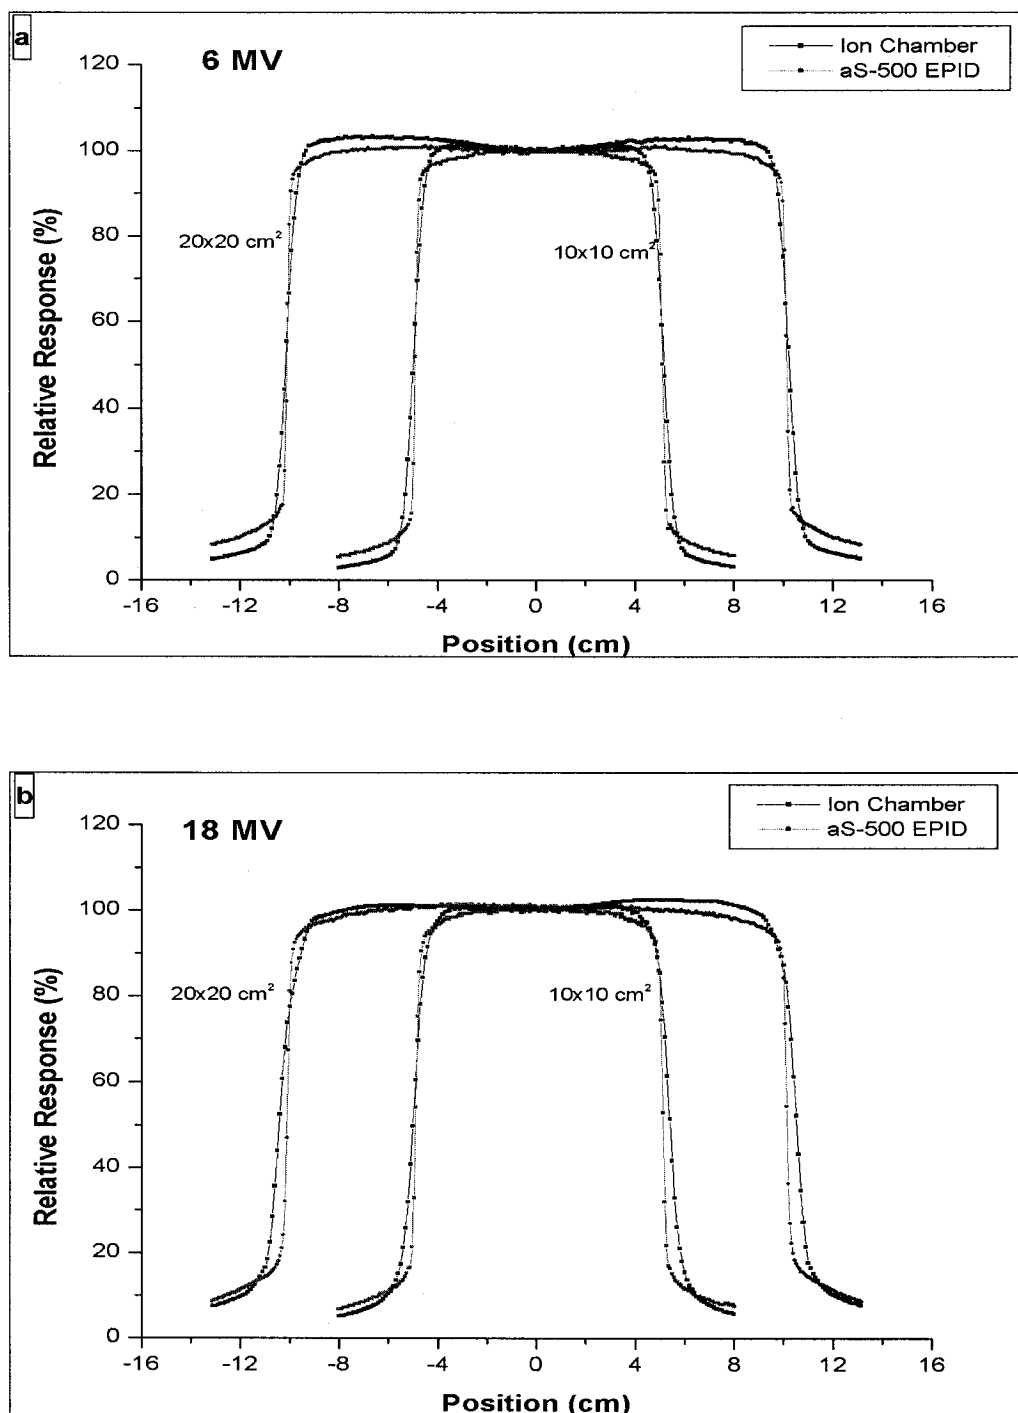 a
6 MV
Ion Chamber
aS-500 EPID
120
100
80
60
40
20
0
20x20 cm²
10x10 cm²
Relative Response (%)
-16 -12 -8 -4 0 4 8 12 16
Position (cm)
b
18 MV
Ion Chamber
aS-500 EPID
120
100
80
60
40
20
0
20x20 cm²
10x10 cm²
Relative Response (%)
-16 -12 -8 -4 0 4 8 12 16
Position (cm)